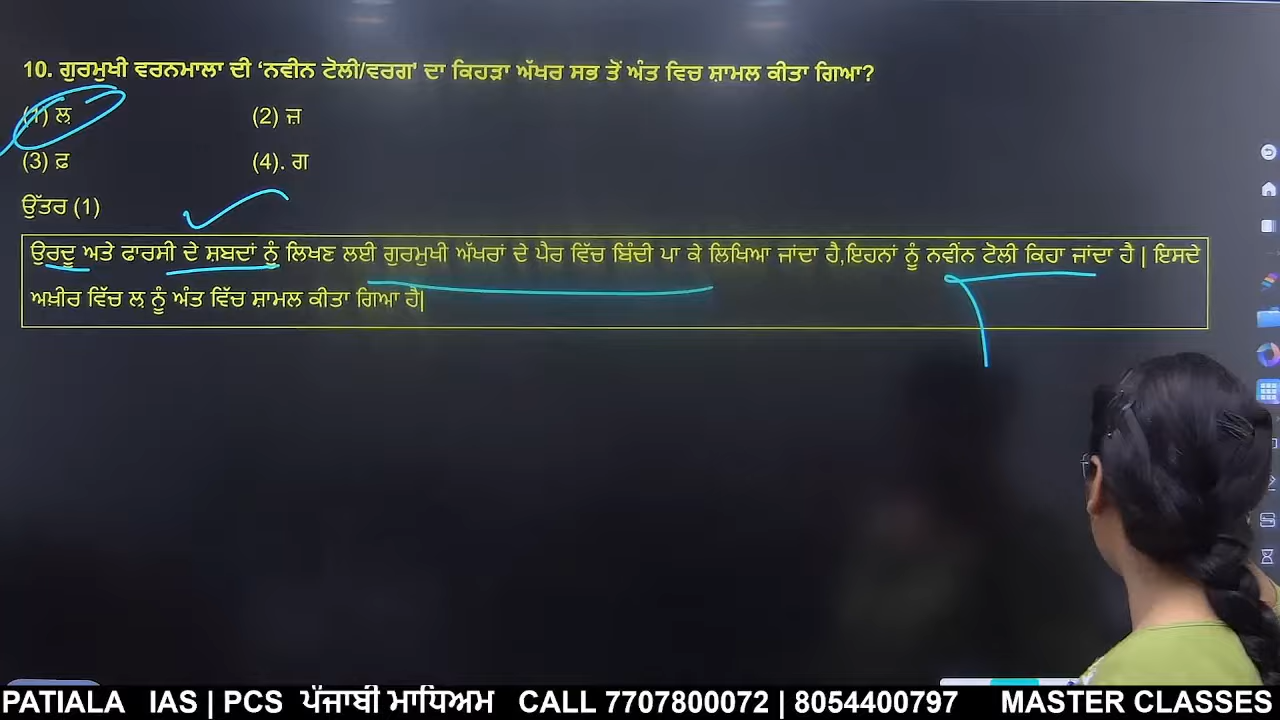 10. ਗੁਰਮੁਖੀ ਵਰਨਮਾਲਾ ਦੀ ‘ਨਵੀਨ ਟੋਲੀ/ਵਰਗ’ ਦਾ ਕਿਹੜਾ ਅੱਖਰ ਸਭ ਤੋਂ ਅੰਤ ਵਿਚ ਸ਼ਾਮਲ ਕੀਤਾ ਗਿਆ?
(1) ਲ਼ (2) ਜ਼
(3) ਫ਼ (4). ਗ
ਉੱਤਰ (1)
ਉਰਦੂ ਅਤੇ ਫਾਰਸੀ ਦੇ ਸ਼ਬਦਾਂ ਨੂੰ ਲਿਖਣ ਲਈ ਗੁਰਮੁਖੀ ਅੱਖਰਾਂ ਦੇ ਪੈਰ ਵਿੱਚ ਬਿੰਦੀ ਪਾ ਕੇ ਲਿਖਿਆ ਜਾਂਦਾ ਹੈ,ਇਹਨਾਂ ਨੂੰ ਨਵੀਨ ਟੋਲੀ ਕਿਹਾ ਜਾਂਦਾ ਹੈ | ਇਸਦੇ
ਅਖ਼ੀਰ ਵਿੱਚ ਲ਼ ਨੂੰ ਅੰਤ ਵਿੱਚ ਸ਼ਾਮਲ ਕੀਤਾ ਗਿਆ ਹੈ|
PATIALA IAS | PCS ਪੰਜਾਬੀ ਮਾਧਿਅਮ CALL 7707800072 | 8054400797 MASTER CLASSES